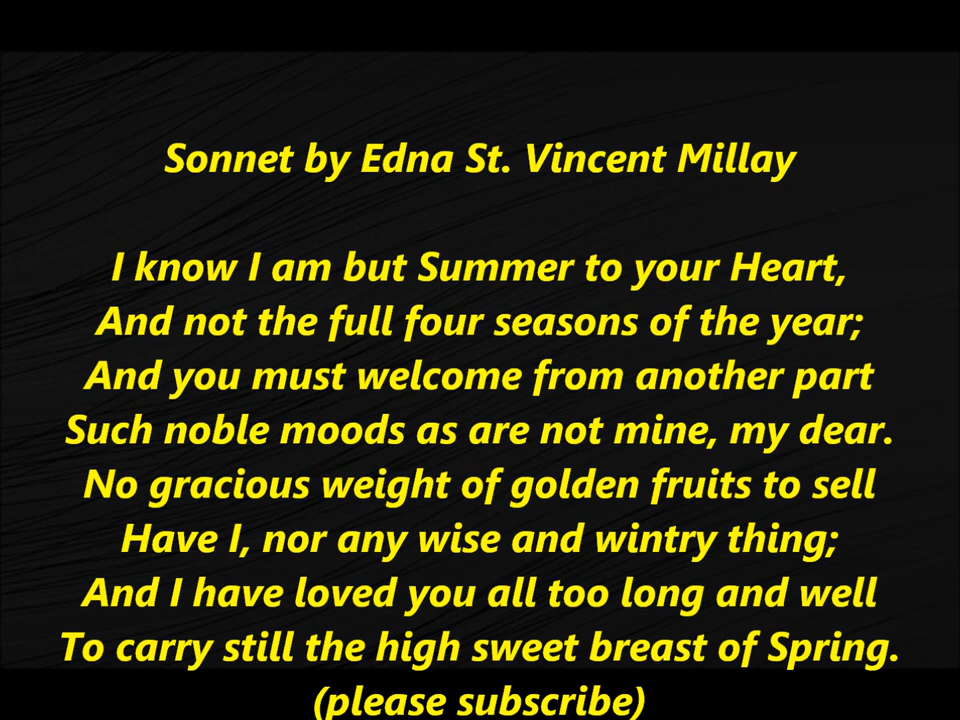 Sonnet by Edna St. Vincent Millay
I know I am but Summer to your Heart,
And not the full four seasons of the year;
And you must welcome from another part
Such noble moods as are not mine, my dear.
No gracious weight of golden fruits to sell
Have I, nor any wise and wintry thing;
And I have loved you all too long and well
To carry still the high sweet breast of Spring.
(please subscribe)